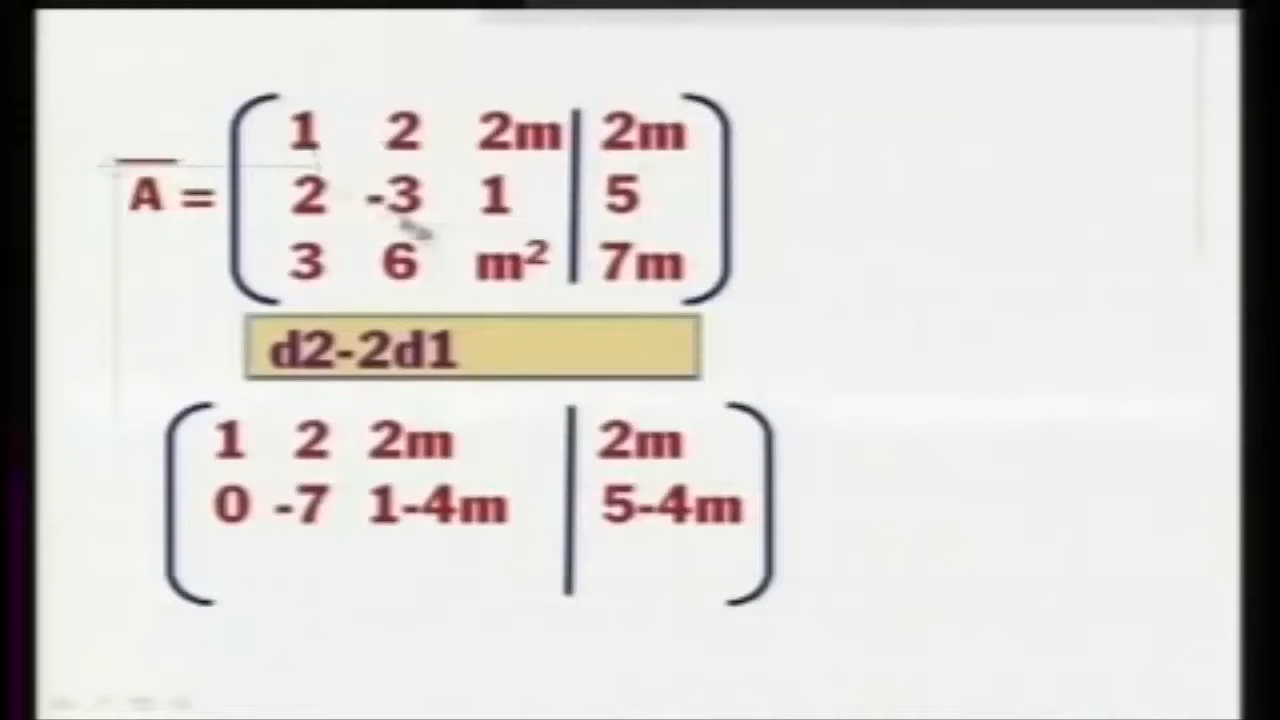 1 2 2m | 2m
A = 2 -3 1 | 5
3 6 m² | 7m
d2-2d1
1 2 2m | 2m
0 -7 1-4m | 5-4m